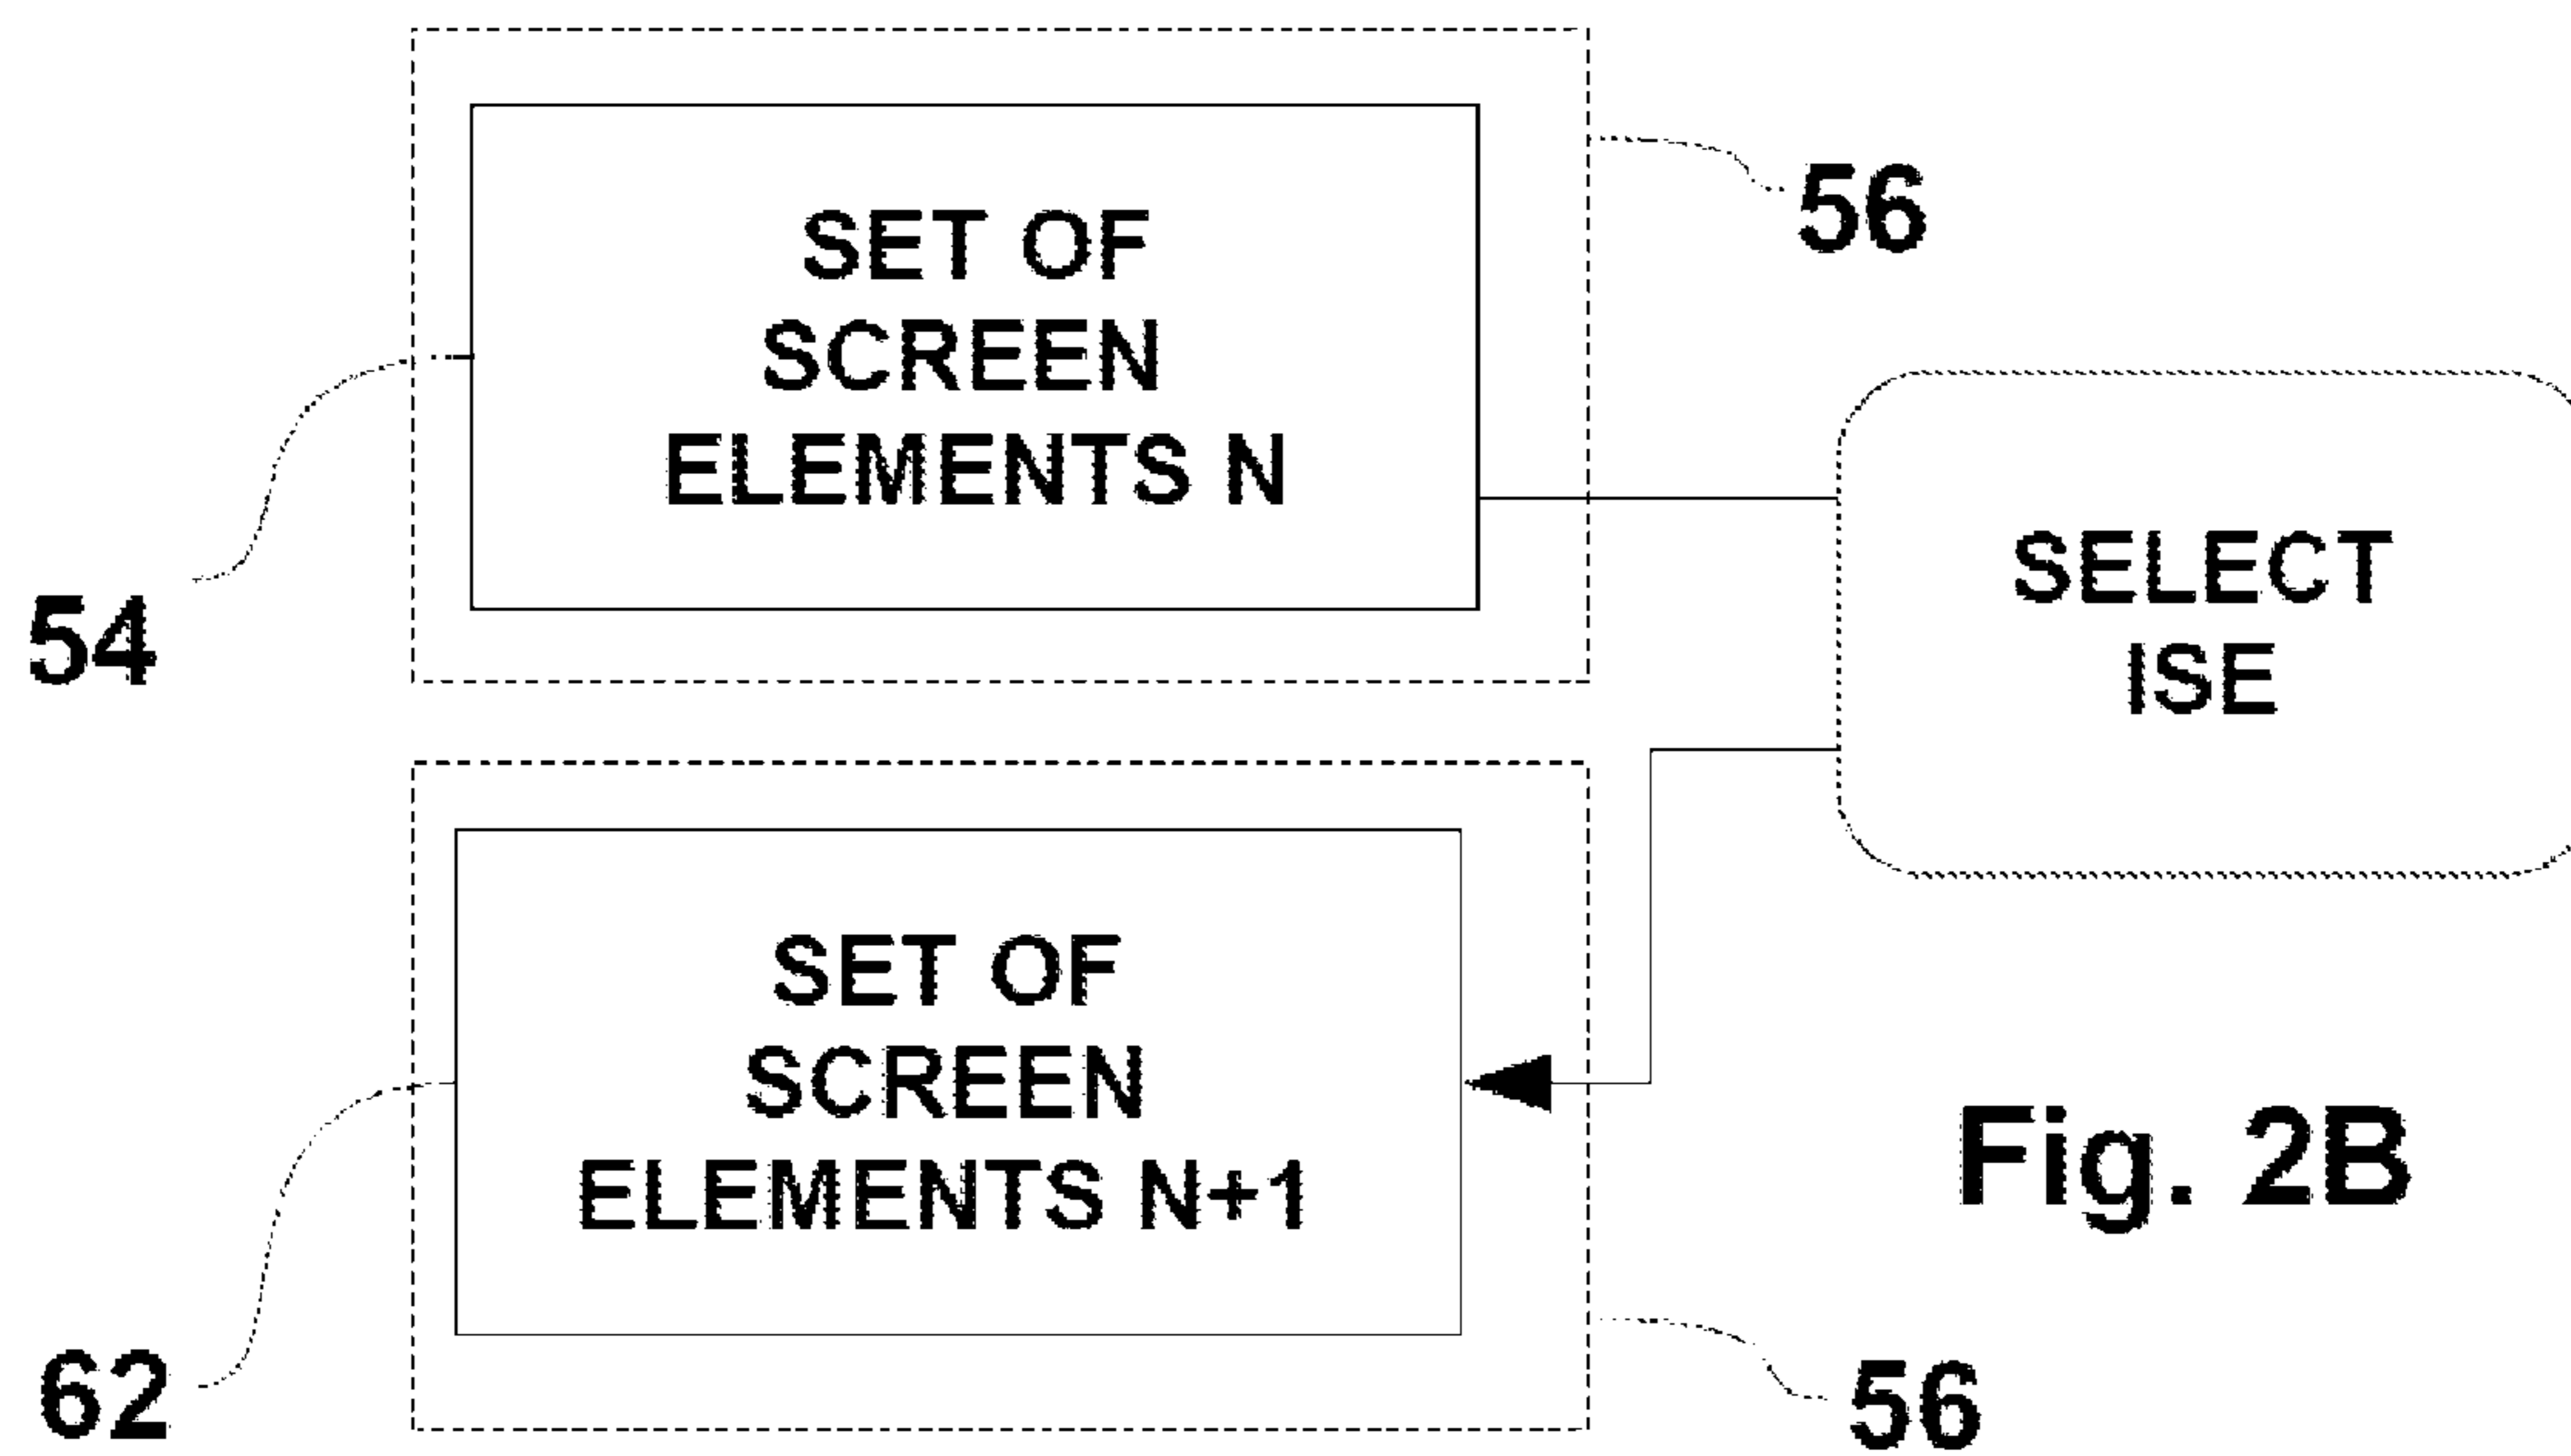 SET OF
SCREEN
ELEMENTS N
56
54
SELECT
ISE
SET OF
SCREEN
ELEMENTS N+1
62
56
Fig. 2B